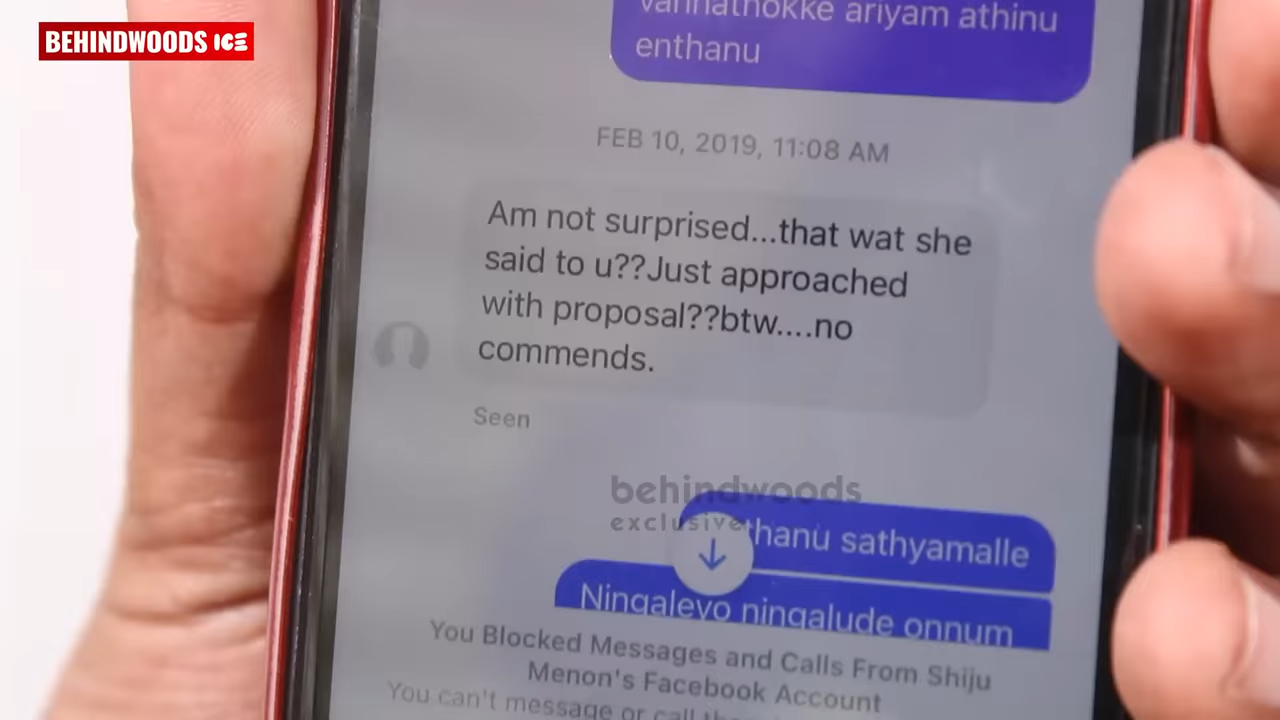 BEHINDWOODS ICE
vannathokke ariyam athinu
enthanu
FEB 10, 2019, 11:08 AM
Am not surprised...that wat she
said to u??Just approached
with proposal??btw....no
commends.
Seen
behindwoods
exclusive
thanu sathyamalle
Ningaleyo ningalude onnum
You Blocked Messages and Calls From Shiju
Menon's Facebook Account
You can't message or call